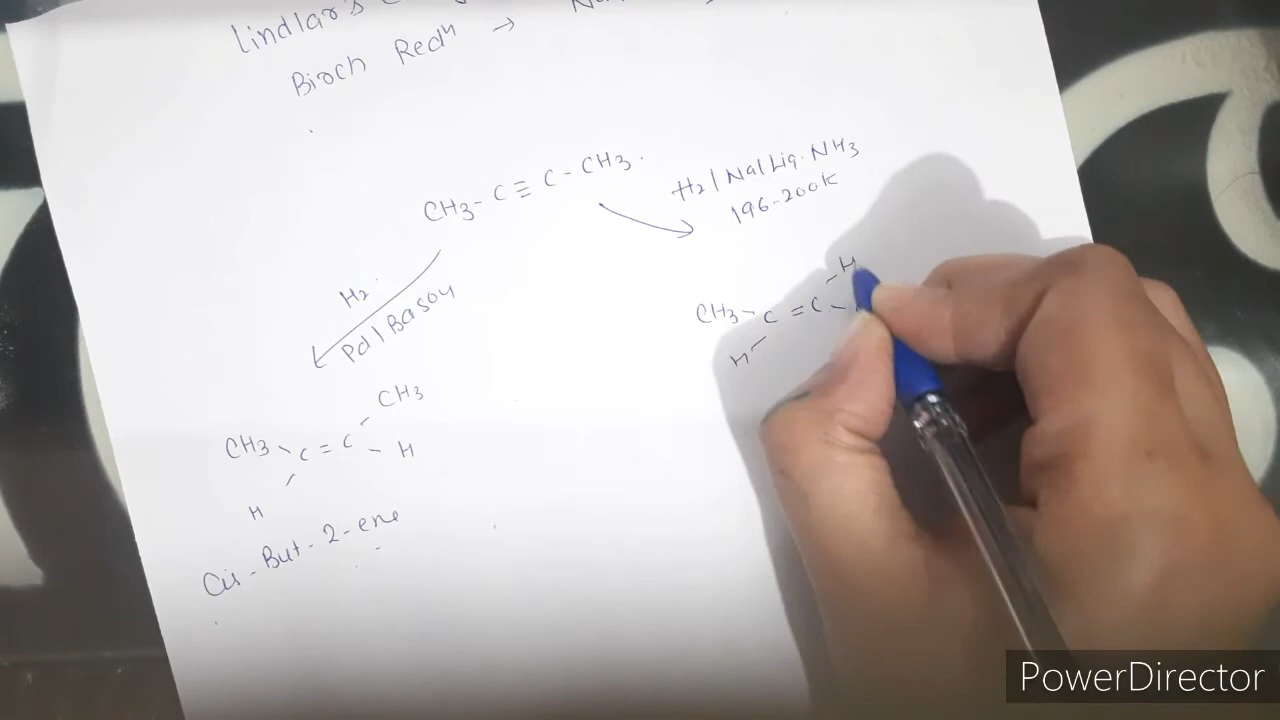 Lindlar's
Birch Redn →
CH3 - C ≡ C - CH3.
H2 / Na / Liq. NH3
196-200K
H2
Pd / BaSO4
H
CH3 - C = C -
H
CH3
CH3 C = C - H
H
Cis - But - 2 - ene
PowerDirector